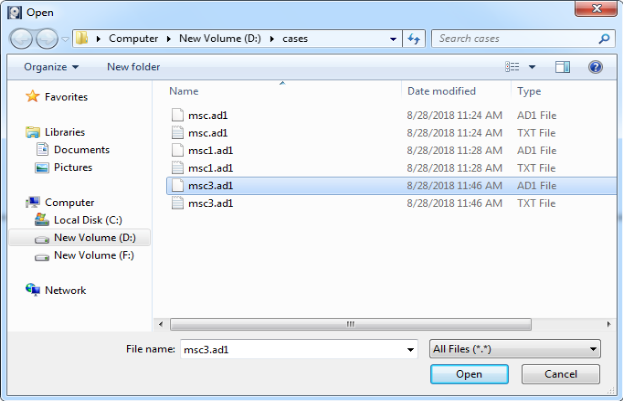 Open
Computer New Volume (D:) cases
Search cases
Organize New folder
Favorites
Libraries
Documents
Pictures
Computer
Local Disk (C:)
New Volume (D:)
New Volume (F:)
Network
Name Date modified Type
msc.ad1 8/28/2018 11:24 AM AD1 File
msc.ad1 8/28/2018 11:24 AM TXT File
msc1.ad1 8/28/2018 11:28 AM AD1 File
msc1.ad1 8/28/2018 11:28 AM TXT File
msc3.ad1 8/28/2018 11:46 AM AD1 File
msc3.ad1 8/28/2018 11:46 AM TXT File
File name: msc3.ad1 All Files (*.*)
Open Cancel